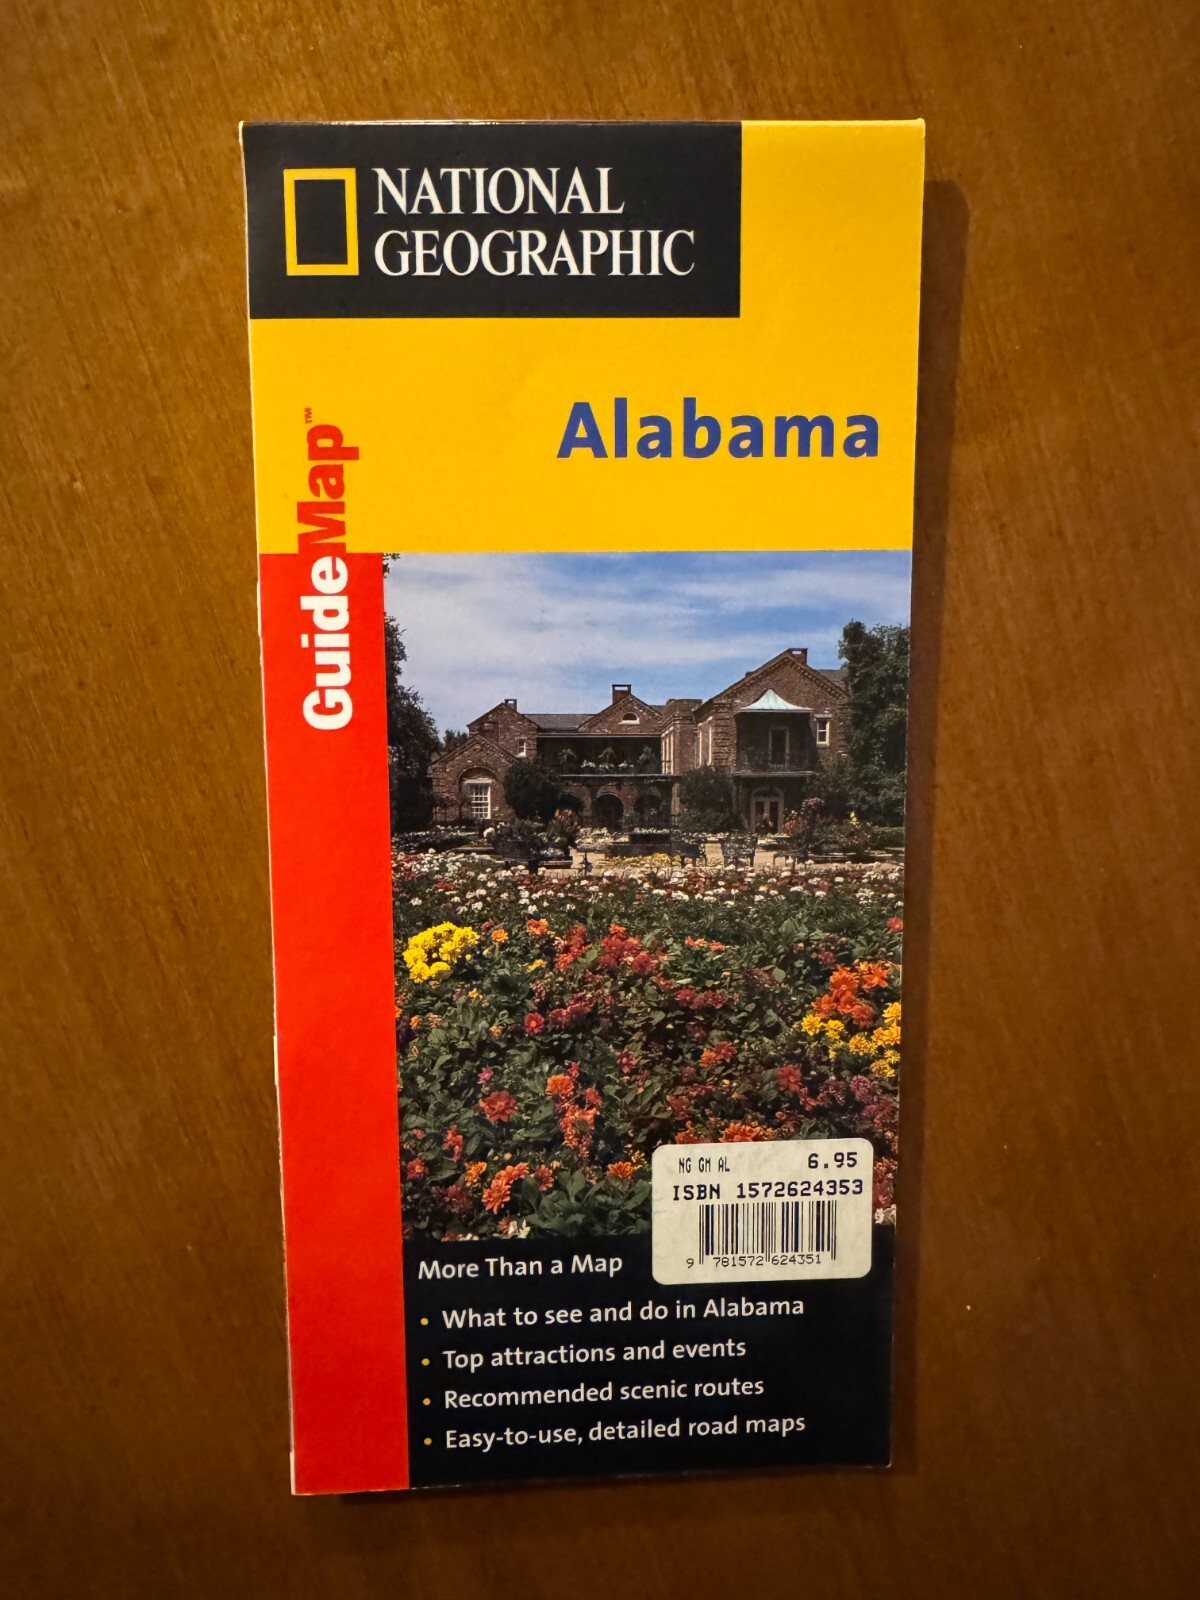 NATIONAL
GEOGRAPHIC
Alabama
GuideMap™
NG GM AL 6.95
ISBN 1572624353
9 781572 624351
More Than a Map
• What to see and do in Alabama
• Top attractions and events
• Recommended scenic routes
• Easy-to-use, detailed road maps